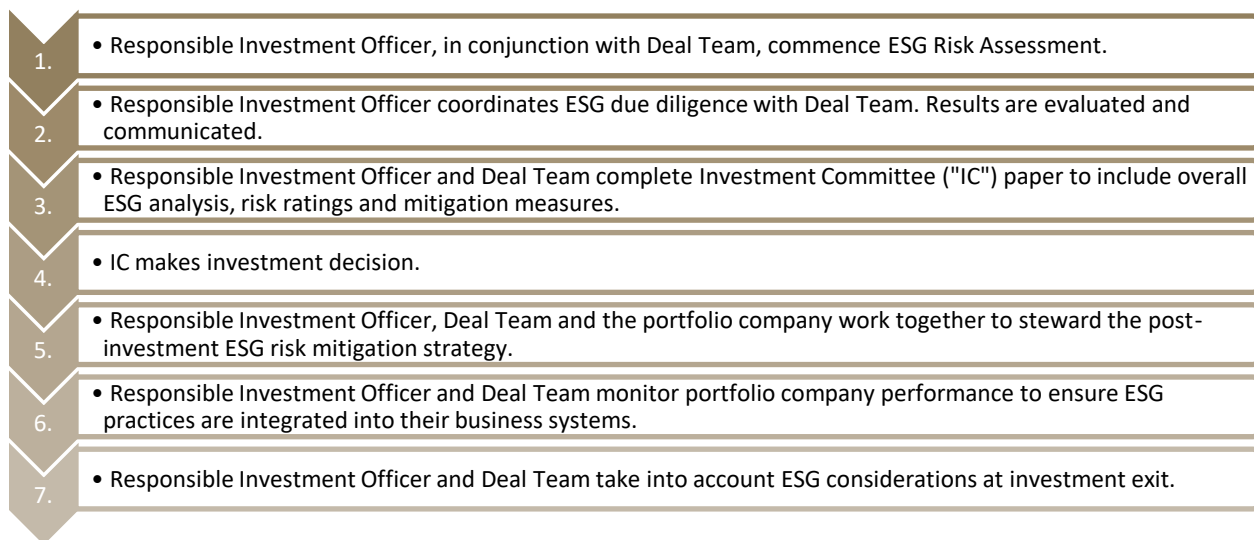 1.
• Responsible Investment Officer, in conjunction with Deal Team, commence ESG Risk Assessment.
2.
• Responsible Investment Officer coordinates ESG due diligence with Deal Team. Results are evaluated and
communicated.
3.
• Responsible Investment Officer and Deal Team complete Investment Committee ("IC") paper to include overall
ESG analysis, risk ratings and mitigation measures.
4.
• IC makes investment decision.
5.
• Responsible Investment Officer, Deal Team and the portfolio company work together to steward the post-
investment ESG risk mitigation strategy.
6.
• Responsible Investment Officer and Deal Team monitor portfolio company performance to ensure ESG
practices are integrated into their business systems.
7.
• Responsible Investment Officer and Deal Team take into account ESG considerations at investment exit.